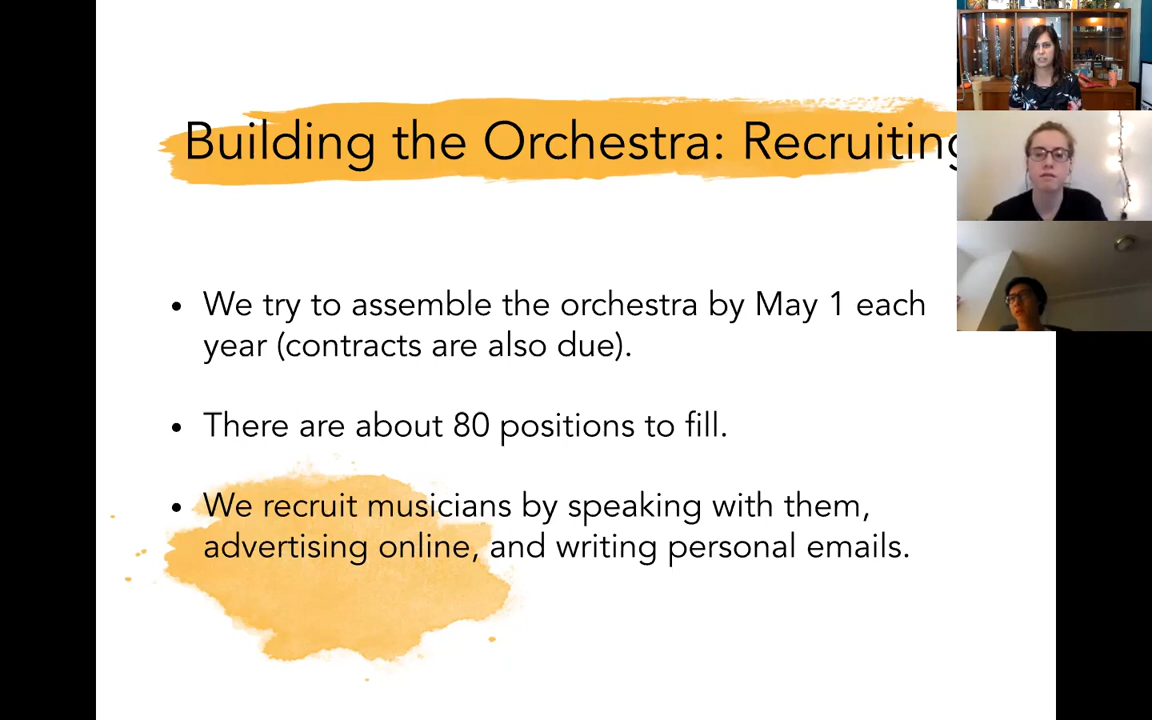 Building the Orchestra: Recruiting
• We try to assemble the orchestra by May 1 each
year (contracts are also due).
• There are about 80 positions to fill.
• We recruit musicians by speaking with them,
advertising online, and writing personal emails.